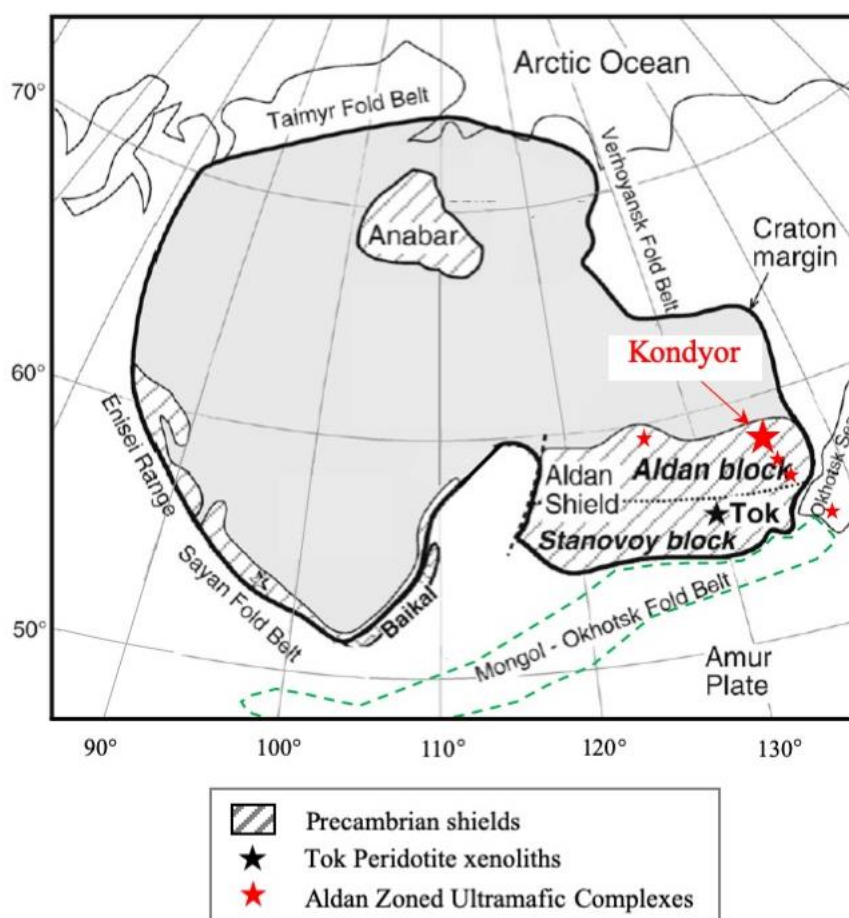 Arctic Ocean
70°
Taimyr Fold Belt
Verhoyansk Fold Belt
Anabar
Craton
margin
Kondyor
60°
Enisei Range
Aldan
Shield
Aldan block
Okhotsk Sea
Tok
Stanovoy block
Sayan Fold Belt
Baikal
50°
Mongol - Okhotsk Fold Belt
Amur
Plate
90°
100°
110°
120°
130°
Precambrian shields
Tok Peridotite xenoliths
Aldan Zoned Ultramafic Complexes